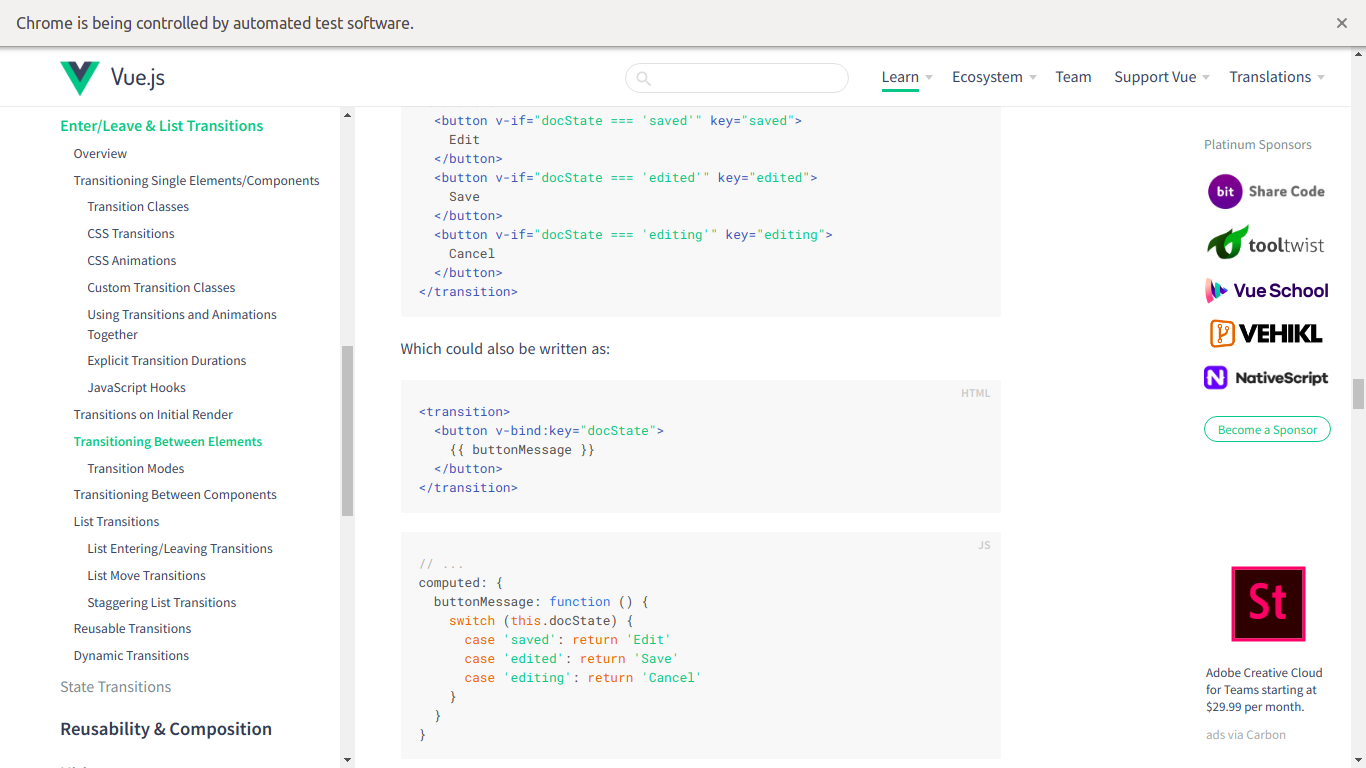 Chrome is being controlled by automated test software.
Vue.js
Learn
Ecosystem
Team
Support Vue
Translations
Enter/Leave & List Transitions
Overview
Transitioning Single Elements/Components
Transition Classes
CSS Transitions
CSS Animations
Custom Transition Classes
Using Transitions and Animations
Together
Explicit Transition Durations
JavaScript Hooks
Transitions on Initial Render
Transitioning Between Elements
Transition Modes
Transitioning Between Components
List Transitions
List Entering/Leaving Transitions
List Move Transitions
Staggering List Transitions
Reusable Transitions
Dynamic Transitions
State Transitions
Reusability & Composition
<button v-if="docState === 'saved'" key="saved">
Edit
</button>
<button v-if="docState === 'edited'" key="edited">
Save
</button>
<button v-if="docState === 'editing'" key="editing">
Cancel
</button>
</transition>
Which could also be written as:
HTML
<transition>
<button v-bind:key="docState">
{{ buttonMessage }}
</button>
</transition>
JS
// ...
computed: {
buttonMessage: function () {
switch (this.docState) {
case 'saved': return 'Edit'
case 'edited': return 'Save'
case 'editing': return 'Cancel'
}
}
}
Platinum Sponsors
bit Share Code
tooltwist
Vue School
VEHIKL
N NativeScript
Become a Sponsor
St
Adobe Creative Cloud
for Teams starting at
$29.99 per month.
ads via Carbon